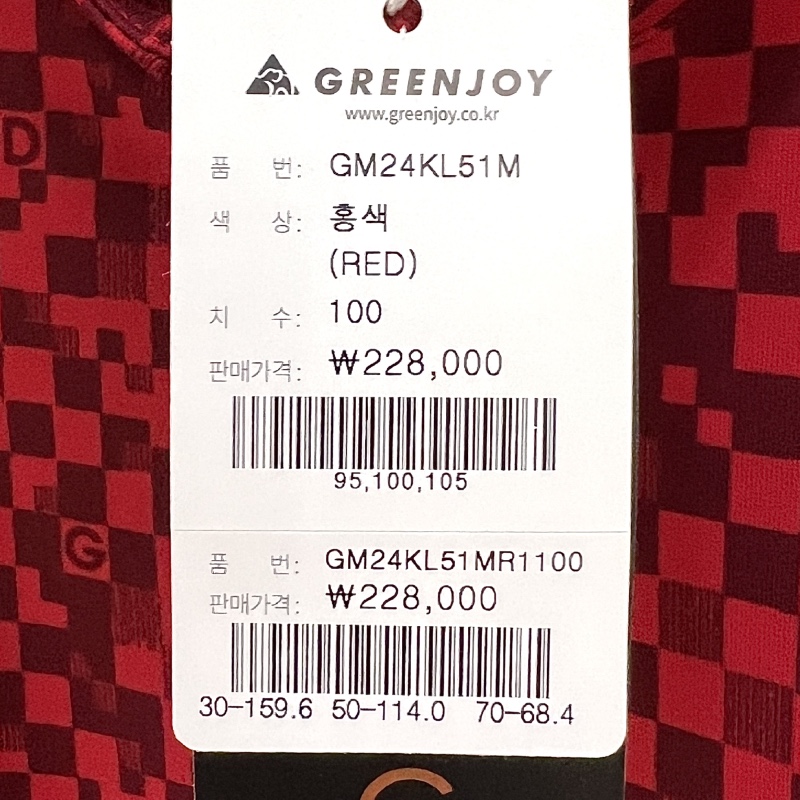 GREENJOY
www.greenjoy.co.kr
품 번: GM24KL51M
색 상: 홍색
(RED)
치 수: 100
판매가격: ₩228,000
95,100,105
품 번: GM24KL51MR1100
판매가격: ₩228,000
30-159.6 50-114.0 70-68.4
D
G
G